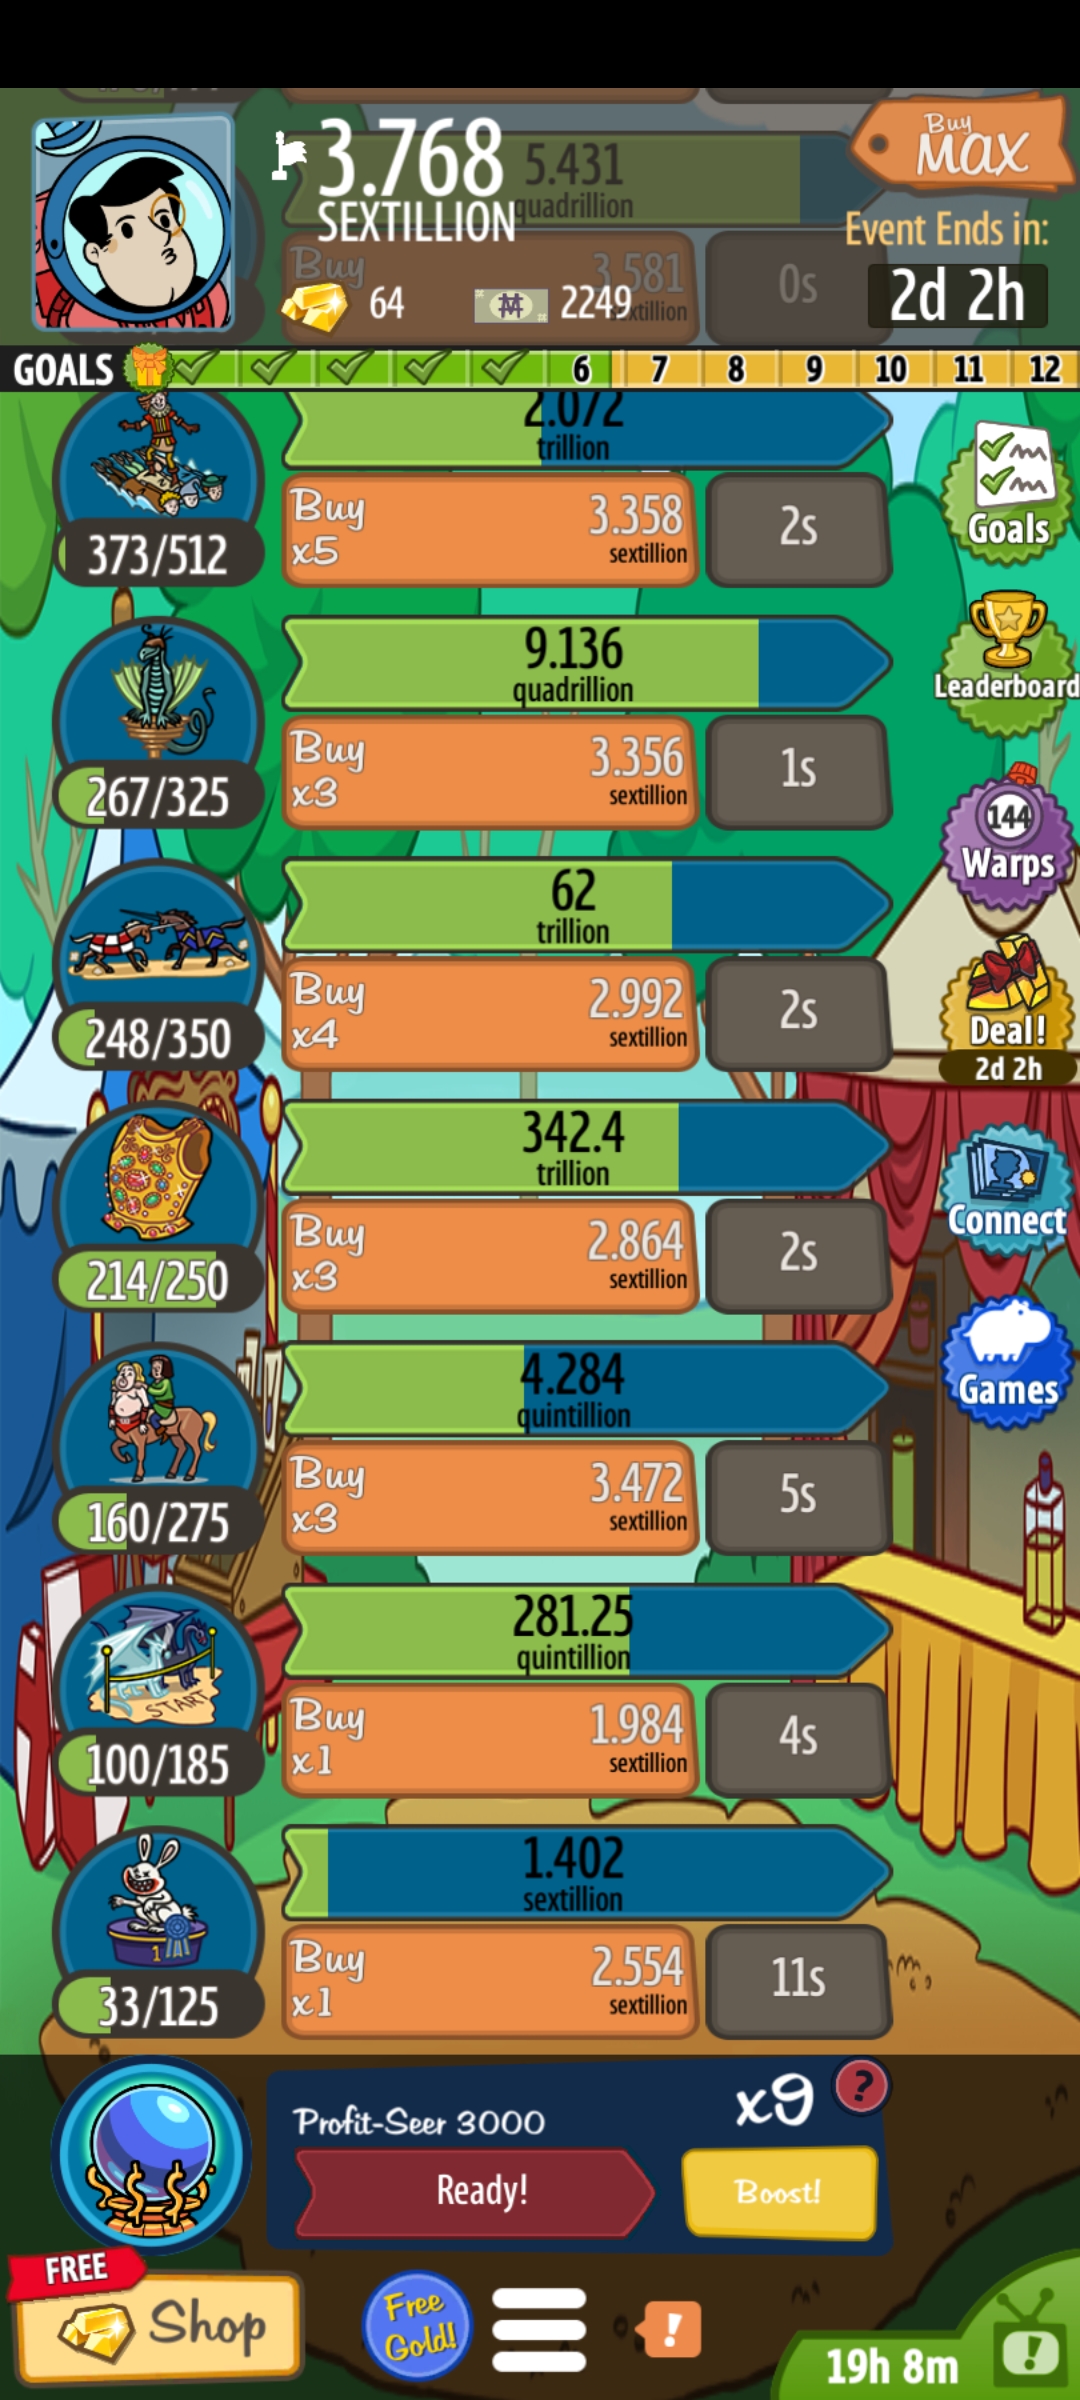 3.768
SEXTILLION
5.431
quadrillion
Buy
MAX
Event Ends in:
2d 2h
Buy
3.581
0s
64
2249
GOALS
6
7
8
9
10
11
12
2.072
trillion
373/512
Buy
x5
3.358
sextillion
2s
Goals
9.136
quadrillion
267/325
Buy
x3
3.356
sextillion
1s
Leaderboard
62
trillion
248/350
Buy
x4
2.992
sextillion
2s
144
Warps
Deal!
2d 2h
342.4
trillion
214/250
Buy
x3
2.864
sextillion
2s
Connect
4.284
quintillion
160/275
Buy
x3
3.472
sextillion
5s
Games
281.25
quintillion
START
100/185
Buy
x1
1.984
sextillion
4s
1.402
sextillion
1
33/125
Buy
x1
2.554
sextillion
11s
Profit-Seer 3000
x9
?
Ready!
Boost!
FREE
Shop
Free
Gold!
!
19h 8m
!